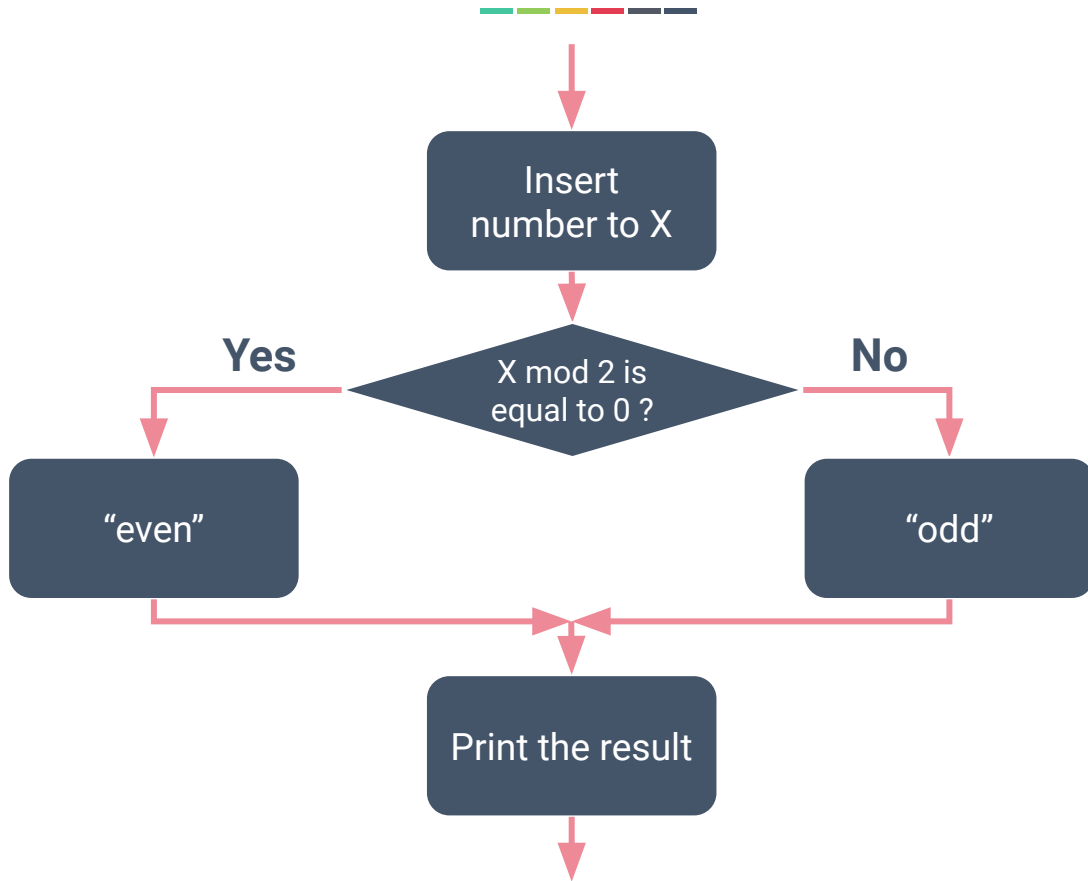 Insert
number to X
Yes
X mod 2 is
equal to 0 ?
No
“even”
“odd”
Print the result